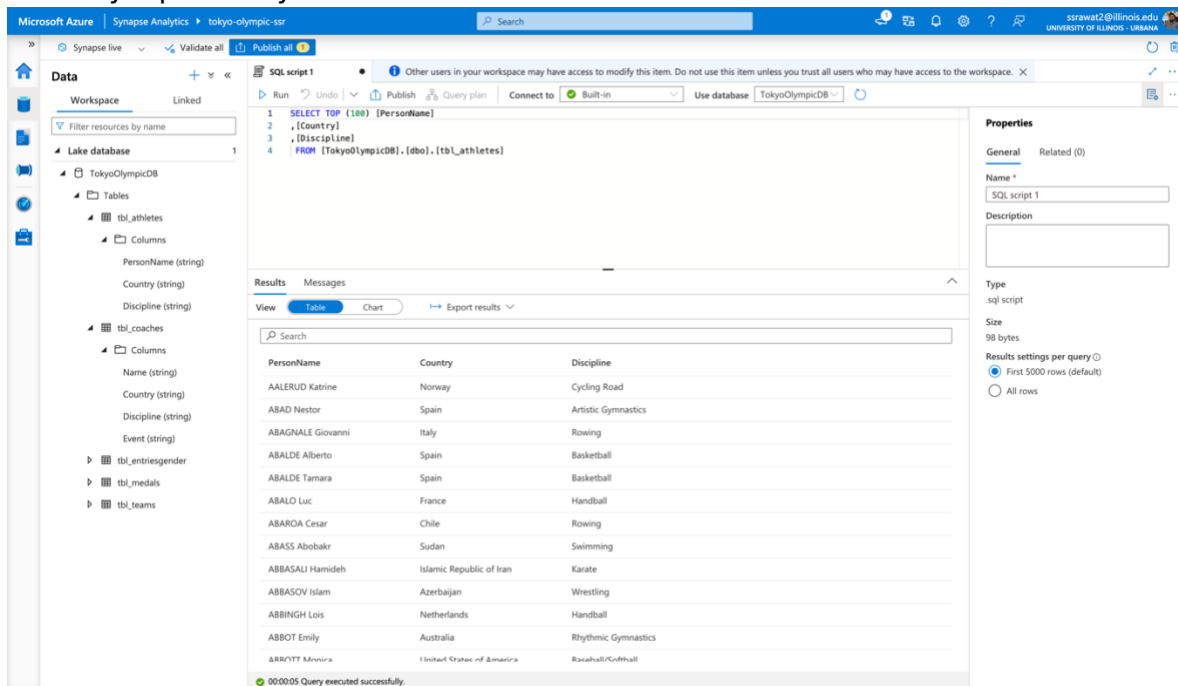 Microsoft Azure | Synapse Analytics ▸ tokyo-olympic-ssr
Search
1
ssrawat2@illinois.edu
UNIVERSITY OF ILLINOIS - URBANA
Synapse live
Validate all
Publish all 1
Data
Workspace
Linked
Filter resources by name
Lake database 1
TokyoOlympicDB
Tables
tbl_athletes
Columns
PersonName (string)
Country (string)
Discipline (string)
tbl_coaches
Columns
Name (string)
Country (string)
Discipline (string)
Event (string)
tbl_entriesgender
tbl_medals
tbl_teams
SQL script 1
Other users in your workspace may have access to modify this item. Do not use this item unless you trust all users who may have access to the workspace.
Run Undo Publish Query plan Connect to Built-in Use database TokyoOlympicDB
1 SELECT TOP (100) [PersonName]
2 ,[Country]
3 ,[Discipline]
4 FROM [TokyoOlympicDB].[dbo].[tbl_athletes]
Results Messages
View Table Chart Export results
Search
PersonName Country Discipline
AALERUD Katrine Norway Cycling Road
ABAD Nestor Spain Artistic Gymnastics
ABAGNALE Giovanni Italy Rowing
ABALDE Alberto Spain Basketball
ABALDE Tamara Spain Basketball
ABALO Luc France Handball
ABAROA Cesar Chile Rowing
ABASS Abobakr Sudan Swimming
ABBASALI Hamideh Islamic Republic of Iran Karate
ABBASOV Islam Azerbaijan Wrestling
ABBINGH Lois Netherlands Handball
ABBOT Emily Australia Rhythmic Gymnastics
ABBOTT Monica United States of America Baseball/Softball
00:00:05 Query executed successfully.
Properties
General Related (0)
Name *
SQL script 1
Description
Type
.sql script
Size
98 bytes
Results settings per query
First 5000 rows (default)
All rows